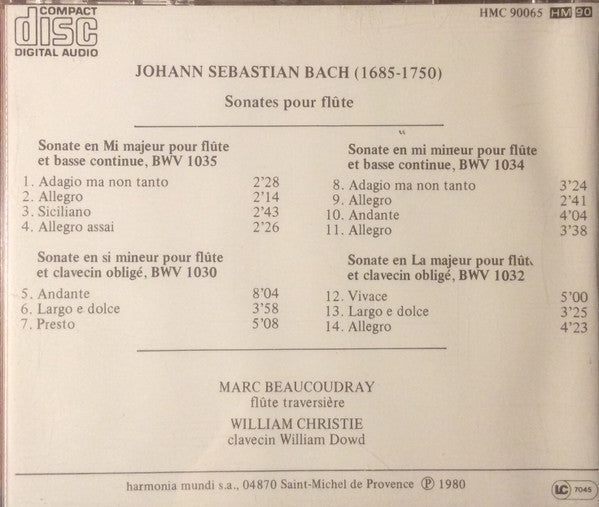 COMPACT
disc
DIGITAL AUDIO
HMC 90065 HM 90
JOHANN SEBASTIAN BACH (1685-1750)
Sonates pour flûte
Sonate en Mi majeur pour flûte
et basse continue, BWV 1035
1. Adagio ma non tanto 2'28
2. Allegro 2'14
3. Siciliano 2'43
4. Allegro assai 2'26
Sonate en si mineur pour flûte
et clavecin obligé, BWV 1030
5. Andante 8'04
6. Largo e dolce 3'58
7. Presto 5'08
Sonate en mi mineur pour flûte
et basse continue, BWV 1034
8. Adagio ma non tanto 3'24
9. Allegro 2'41
10. Andante 4'04
11. Allegro 3'38
Sonate en La majeur pour flûte
et clavecin obligé, BWV 1032
12. Vivace 5'00
13. Largo e dolce 3'25
14. Allegro 4'23
MARC BEAUCOUDRAY
flûte traversière
WILLIAM CHRISTIE
clavecin William Dowd
harmonia mundi s.a., 04870 Saint-Michel de Provence Ⓟ 1980
LC 7045